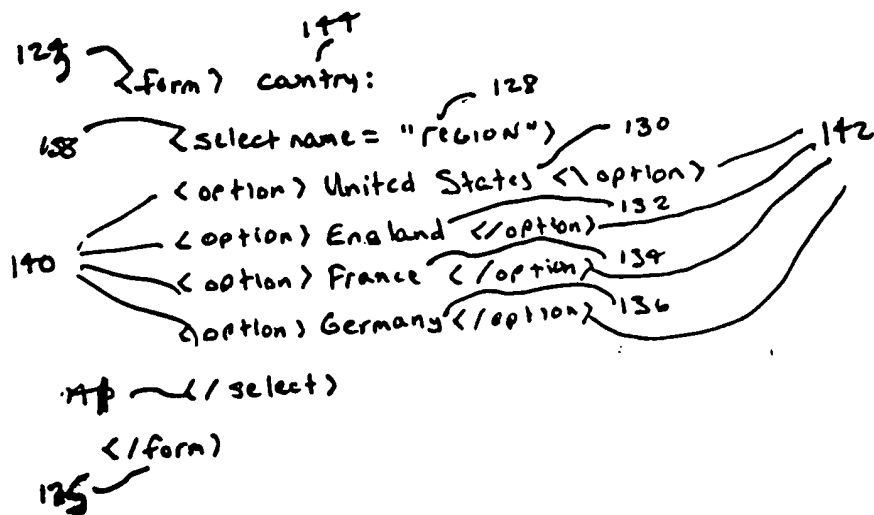 144
124 <form> country:
128
138 <select name = "REGION">
130
142
<option> United States <\option>
132
<option> England </option>
140
134
<option> France </option>
136
<option> Germany </option>
</select>
</form>